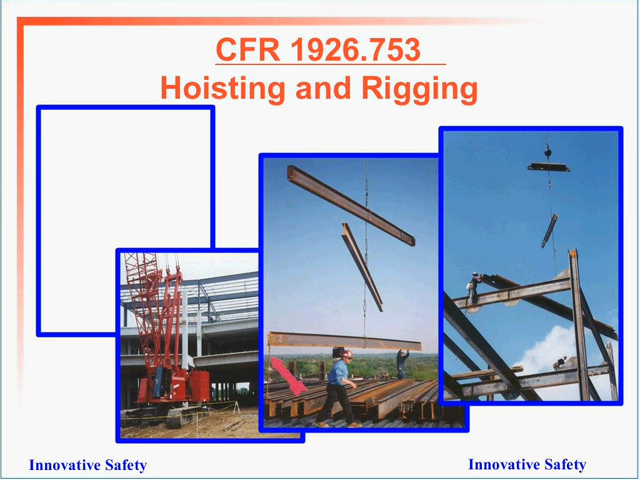 CFR 1926.753
Hoisting and Rigging
Innovative Safety
Innovative Safety